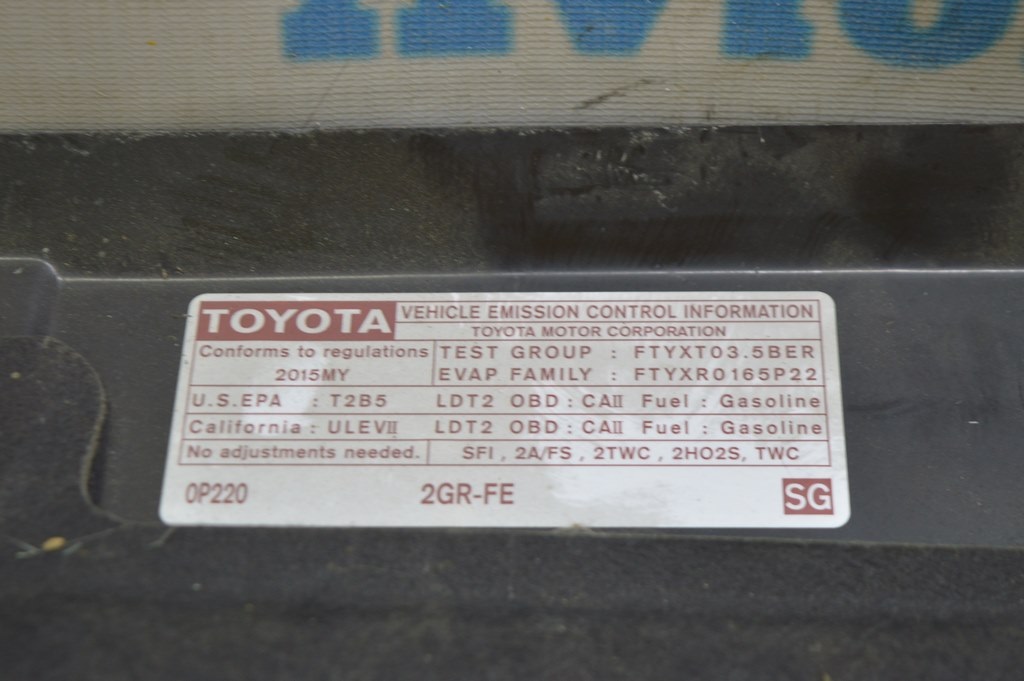 TOYOTA VEHICLE EMISSION CONTROL INFORMATION
TOYOTA MOTOR CORPORATION
Conforms to regulations TEST GROUP : FTYXT03.5BER
2015MY EVAP FAMILY : FTYXR0165P22
U.S.EPA : T2B5 LDT2 OBD : CAII Fuel : Gasoline
California : ULEVII LDT2 OBD : CAII Fuel : Gasoline
No adjustments needed. SFI , 2A/FS , 2TWC , 2HO2S, TWC
0P220 2GR-FE SG